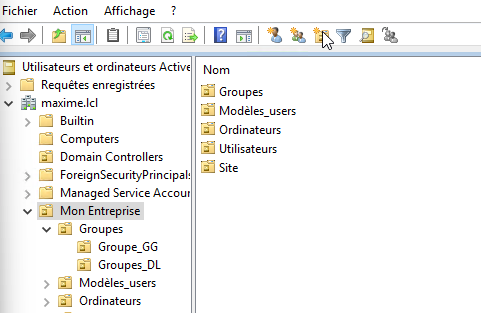 Fichier Action Affichage ?
Utilisateurs et ordinateurs Active
Requêtes enregistrées
maxime.lcl
Builtin
Computers
Domain Controllers
ForeignSecurityPrincipals
Managed Service Accour
Mon Entreprise
Groupes
Groupe_GG
Groupes_DL
Modèles_users
Ordinateurs
Nom
Groupes
Modèles_users
Ordinateurs
Utilisateurs
Site